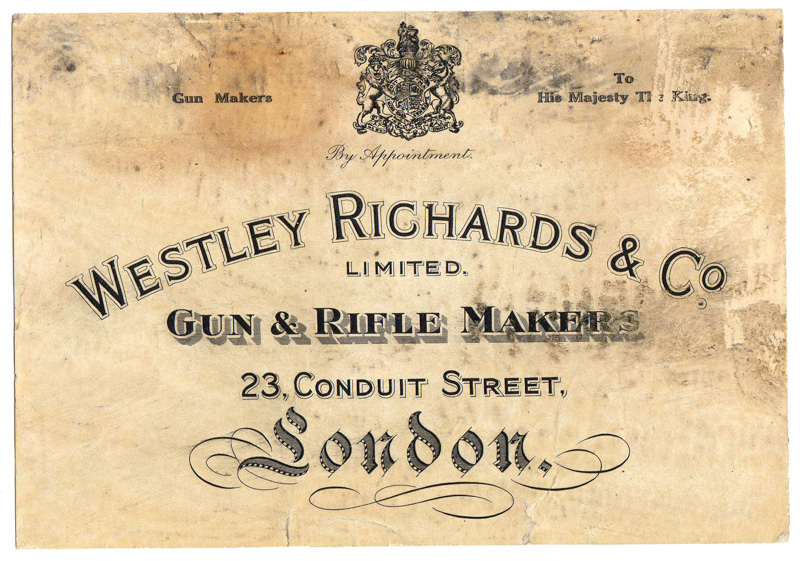 To
Gun Makers
His Majesty The King.
By Appointment.
WESTLEY RICHARDS & Co
LIMITED.
GUN & RIFLE MAKERS
23, CONDUIT STREET,
London.